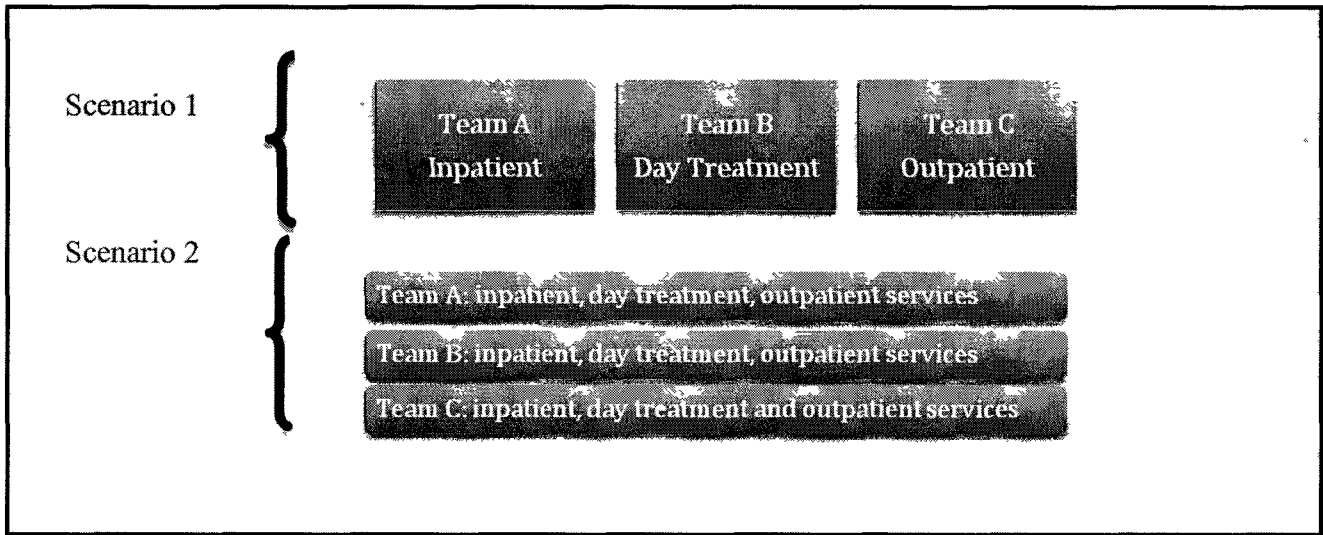 Scenario 1
Team A
Inpatient
Team B
Day Treatment
Team C
Outpatient
Scenario 2
Team A: inpatient, day treatment, outpatient services
Team B: inpatient, day treatment, outpatient services
Team C: inpatient, day treatment and outpatient services